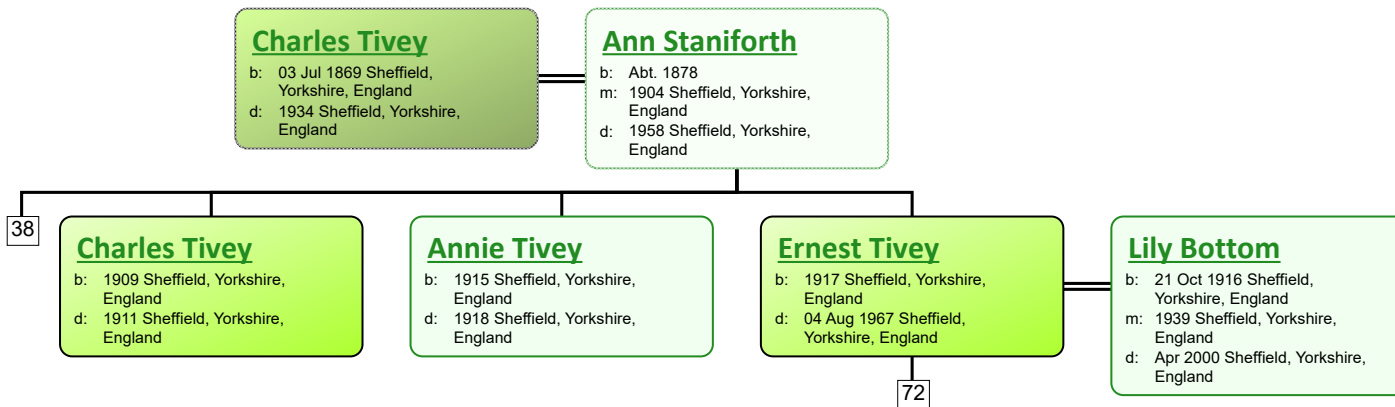 Charles Tivey
b: 03 Jul 1869 Sheffield,
Yorkshire, England
d: 1934 Sheffield, Yorkshire,
England
Ann Staniforth
b: Abt. 1878
m: 1904 Sheffield, Yorkshire,
England
d: 1958 Sheffield, Yorkshire,
England
38
Charles Tivey
b: 1909 Sheffield, Yorkshire,
England
d: 1911 Sheffield, Yorkshire,
England
Annie Tivey
b: 1915 Sheffield, Yorkshire,
England
d: 1918 Sheffield, Yorkshire,
England
Ernest Tivey
b: 1917 Sheffield, Yorkshire,
England
d: 04 Aug 1967 Sheffield,
Yorkshire, England
Lily Bottom
b: 21 Oct 1916 Sheffield,
Yorkshire, England
m: 1939 Sheffield, Yorkshire,
England
d: Apr 2000 Sheffield, Yorkshire,
England
72